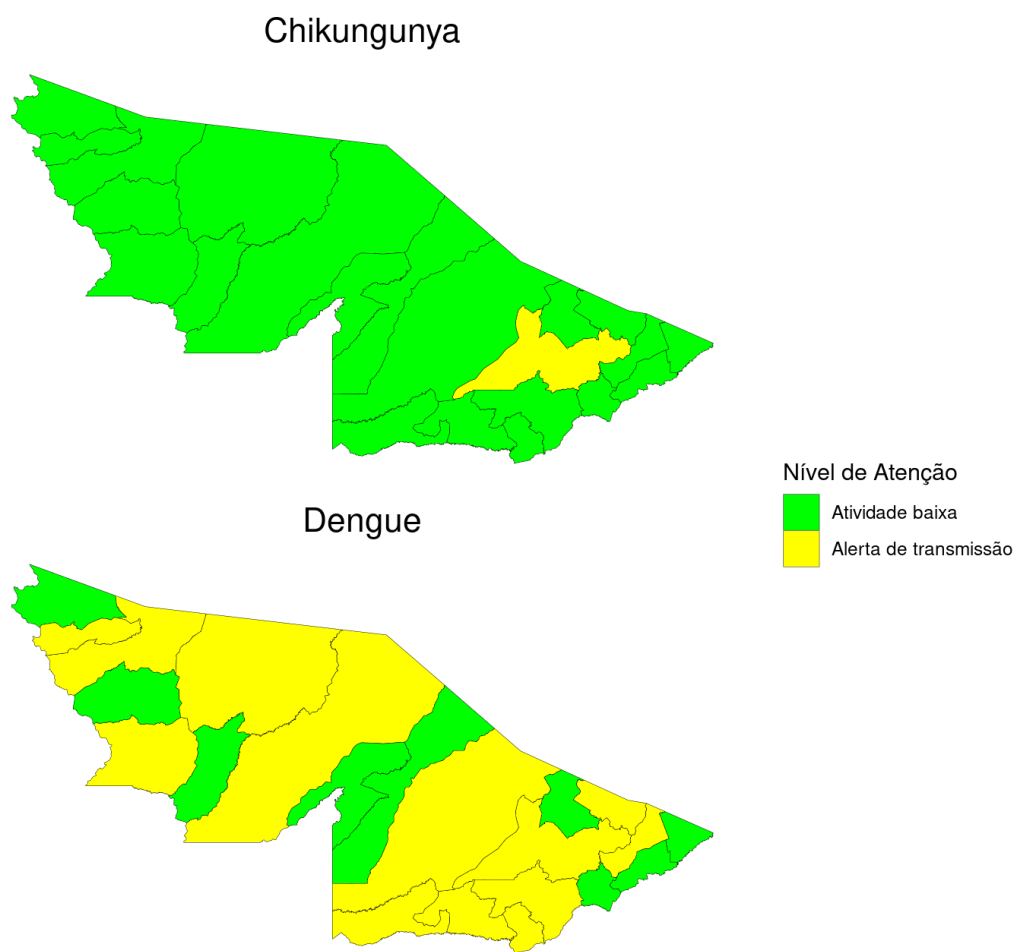 Chikungunya
Nível de Atenção
Atividade baixa
Alerta de transmissão
Dengue